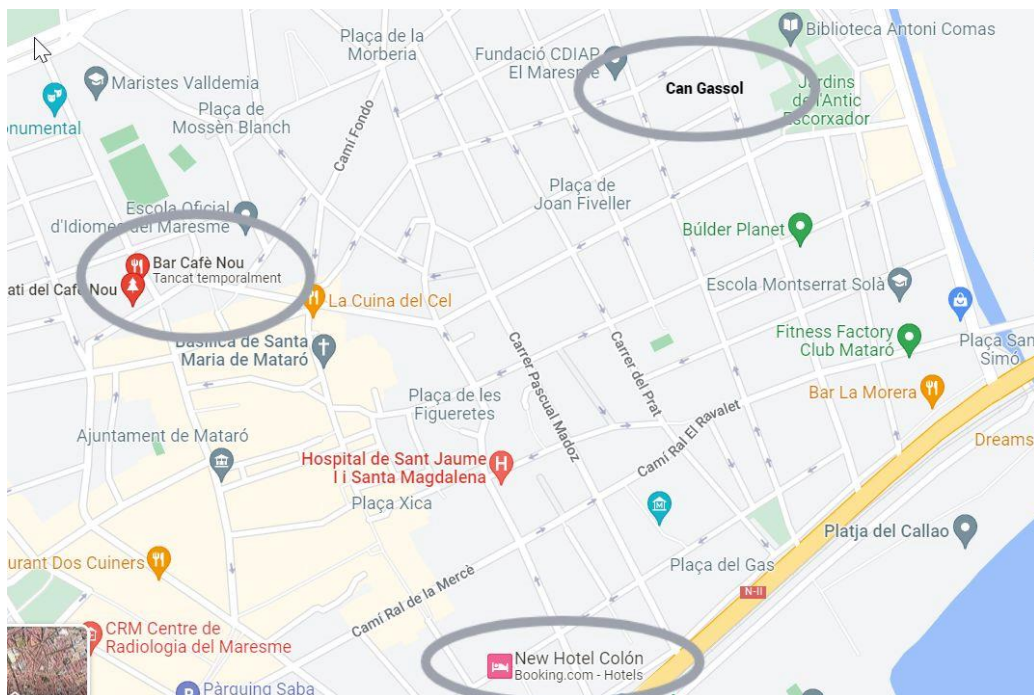 Plaça de la
Morberia
Fundació CDIAP
El Maresme
Biblioteca Antoni Comas
Can Gassol
Jardins
de l'Antic
Escorxador
Maristes Valldemia
Plaça de
Mossèn Blanch
onumental
Camí Fondo
Plaça de
Joan Fiveller
Escola Oficial
d'Idiomes del Maresme
Búlder Planet
Bar Cafè Nou
Tancat temporalment
ati del Cafè Nou
La Cuina del Cel
Escola Montserrat Solà
Basílica de Santa
Maria de Mataró
Carrer Pascual Madoz
Carrer del Prat
Fitness Factory
Club Mataró
Plaça San
Simó
Plaça de les
Figueretes
Bar La Morera
Camí Ral El Ravalet
Ajuntament de Mataró
Dreams
Hospital de Sant Jaume
I i Santa Magdalena
H
Plaça Xica
M
Platja del Callao
urant Dos Cuiners
Plaça del Gas
N-II
Camí Ral de la Mercè
CRM Centre de
Radiologia del Maresme
New Hotel Colón
Booking.com - Hotels
P
Pàrquing Saba